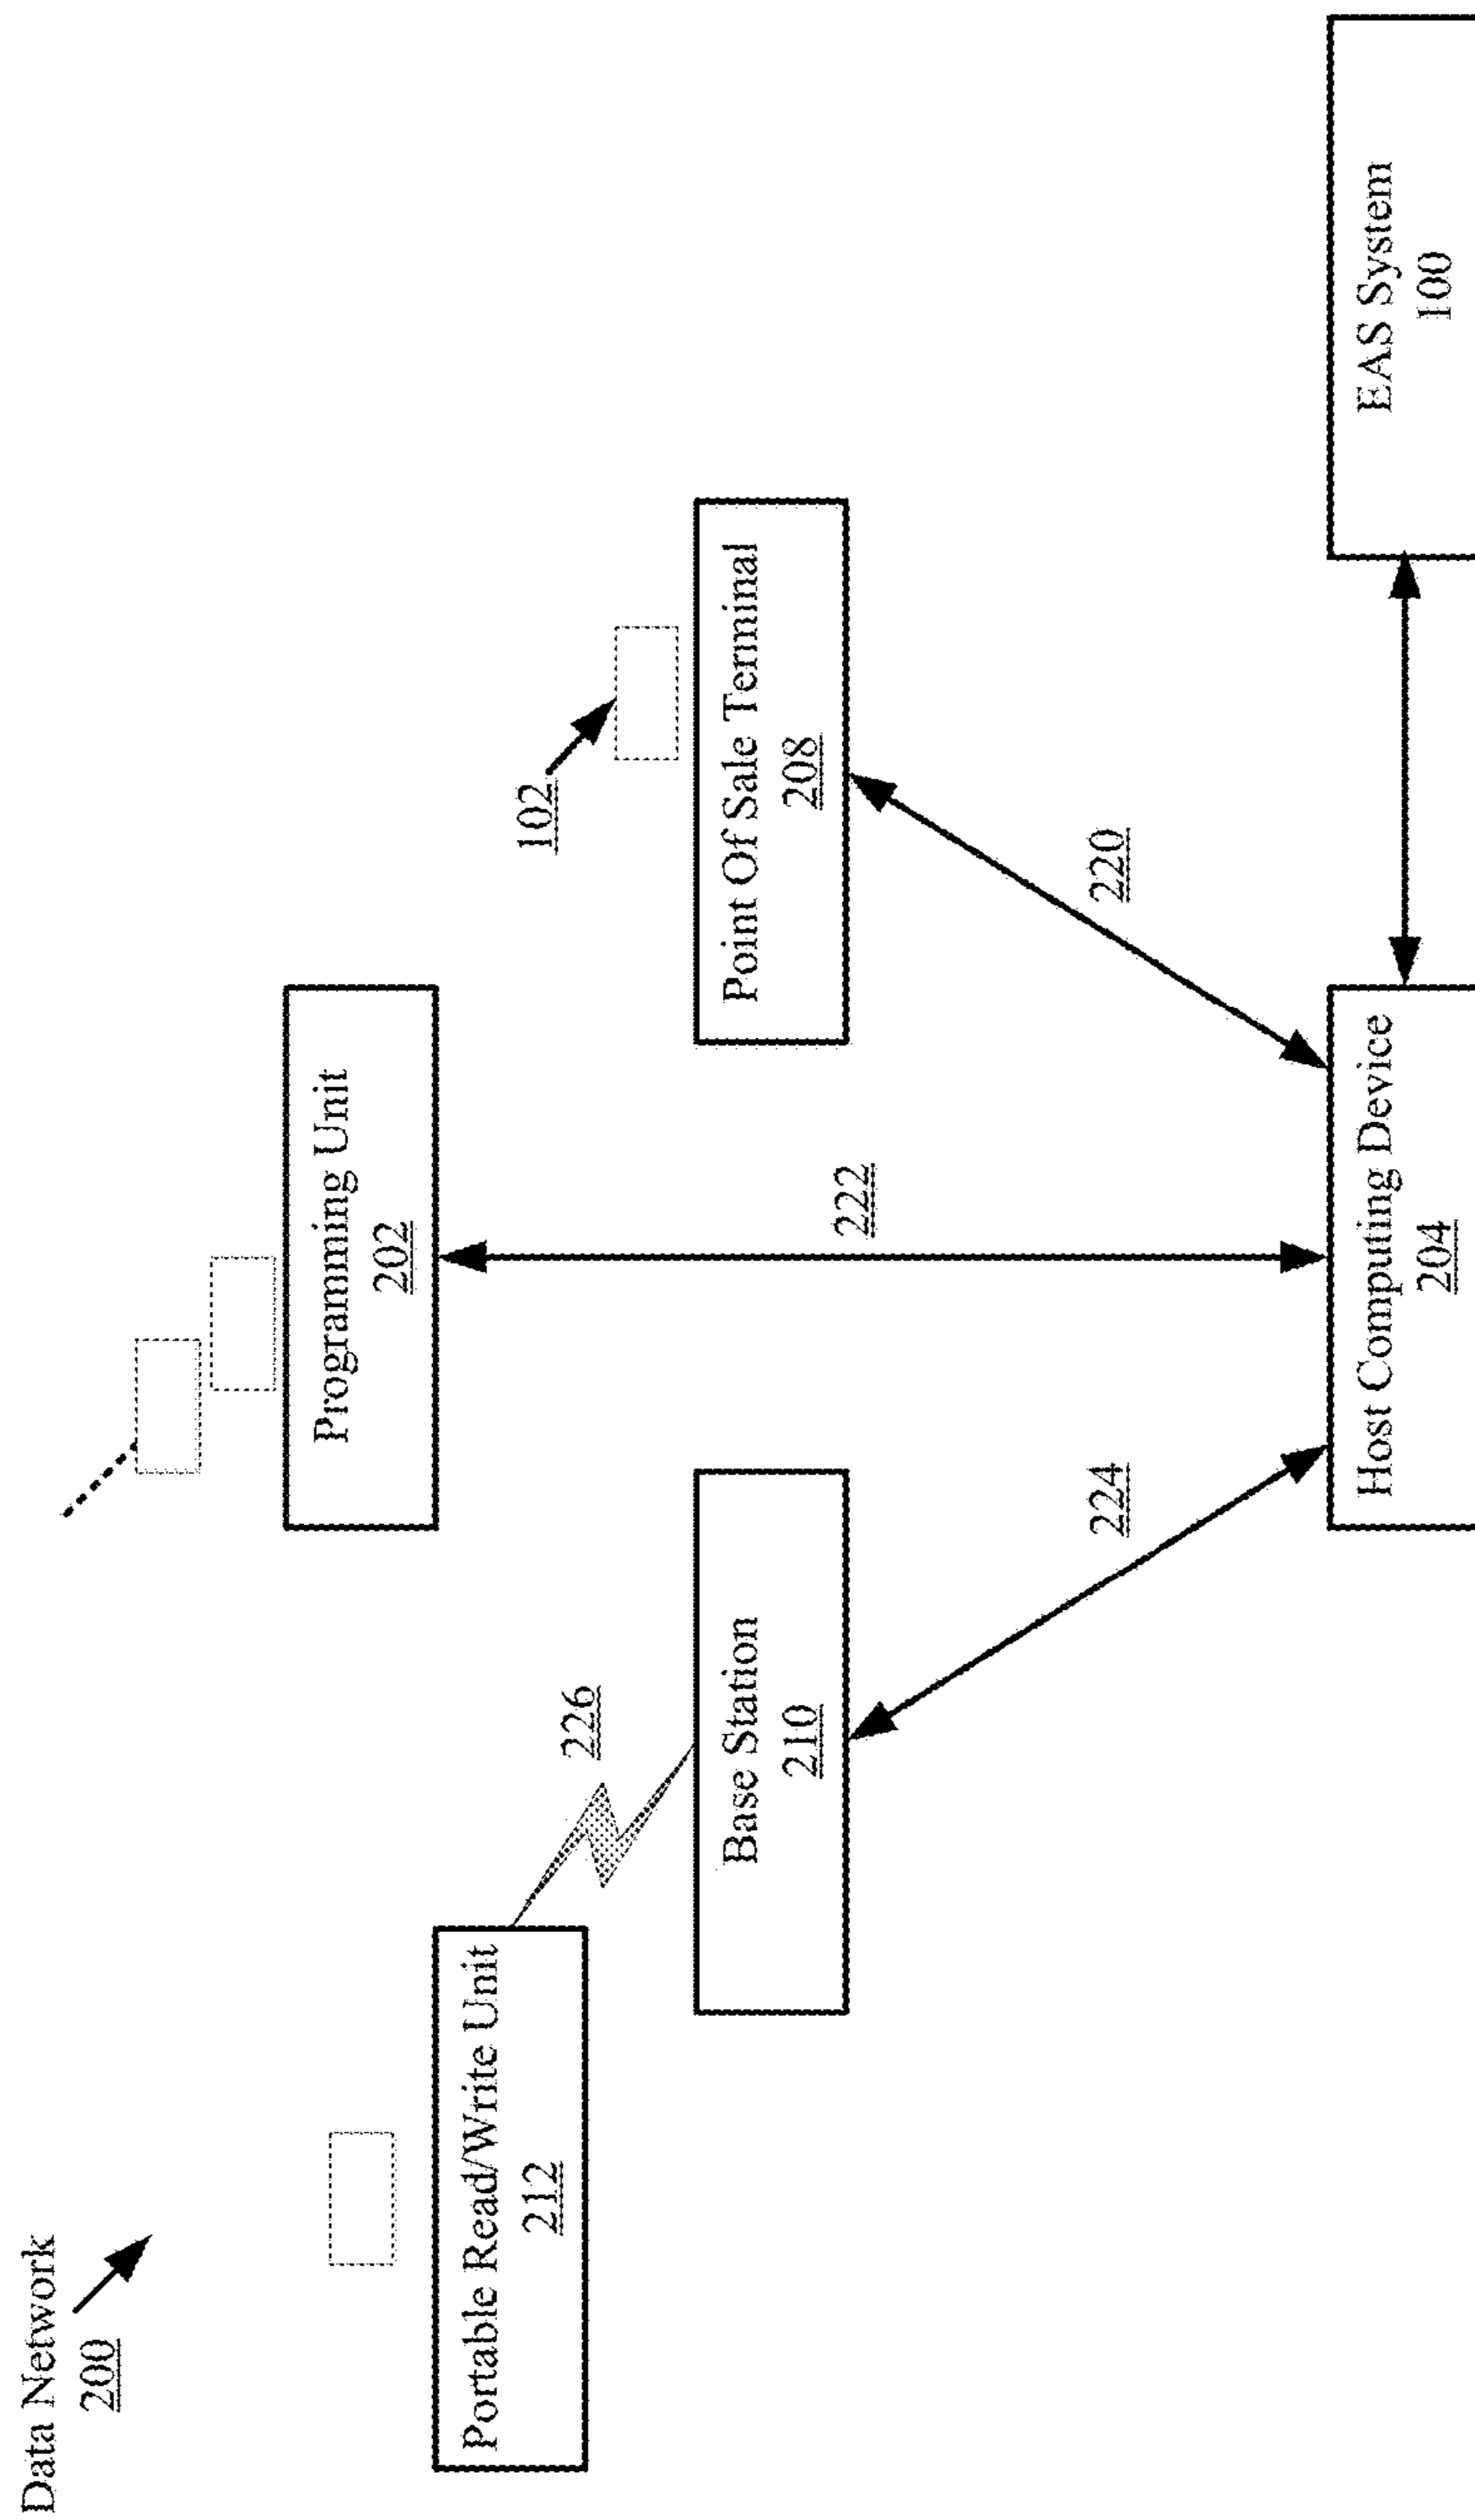 Data Network
200
102
Programming Unit
202
Portable Read/Write Unit
212
226
Base Station
210
Point Of Sale Terminal
208
222
224
220
Host Computing Device
204
EAS System
100